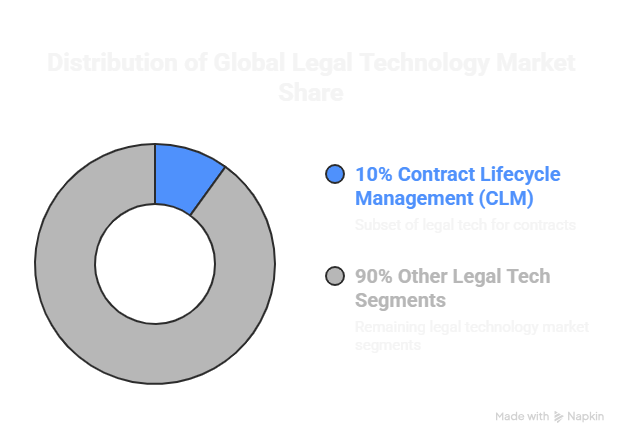 Distribution of Global Legal Technology Market
Share
10% Contract Lifecycle
Management (CLM)
Subset of legal tech for contracts
90% Other Legal Tech
Segments
Remaining legal technology market
segments
Made with Napkin